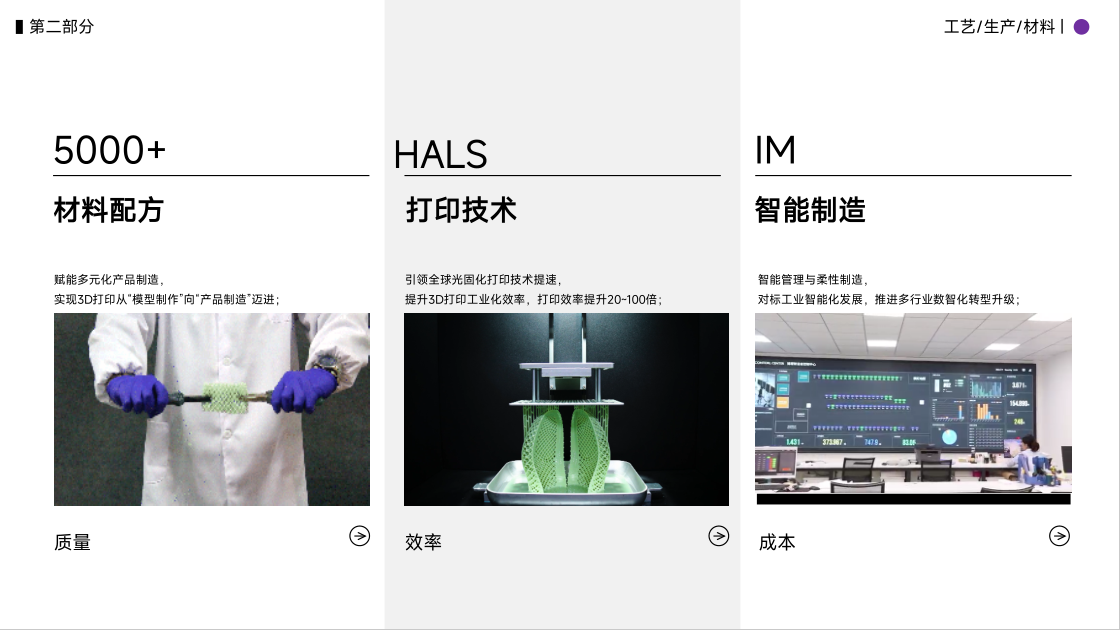 第二部分
工艺/生产/材料丨
5000+
材料配方
赋能多元化产品制造，
实现3D打印从“模型制作”向“产品制造”迈进；
质量
HALS
打印技术
引领全球光固化打印技术提速，
提升3D打印工业化效率，打印效率提升20-100倍；
效率
IM
智能制造
智能管理与柔性制造，
对标工业智能化发展，推进多行业数智化转型升级；
成本